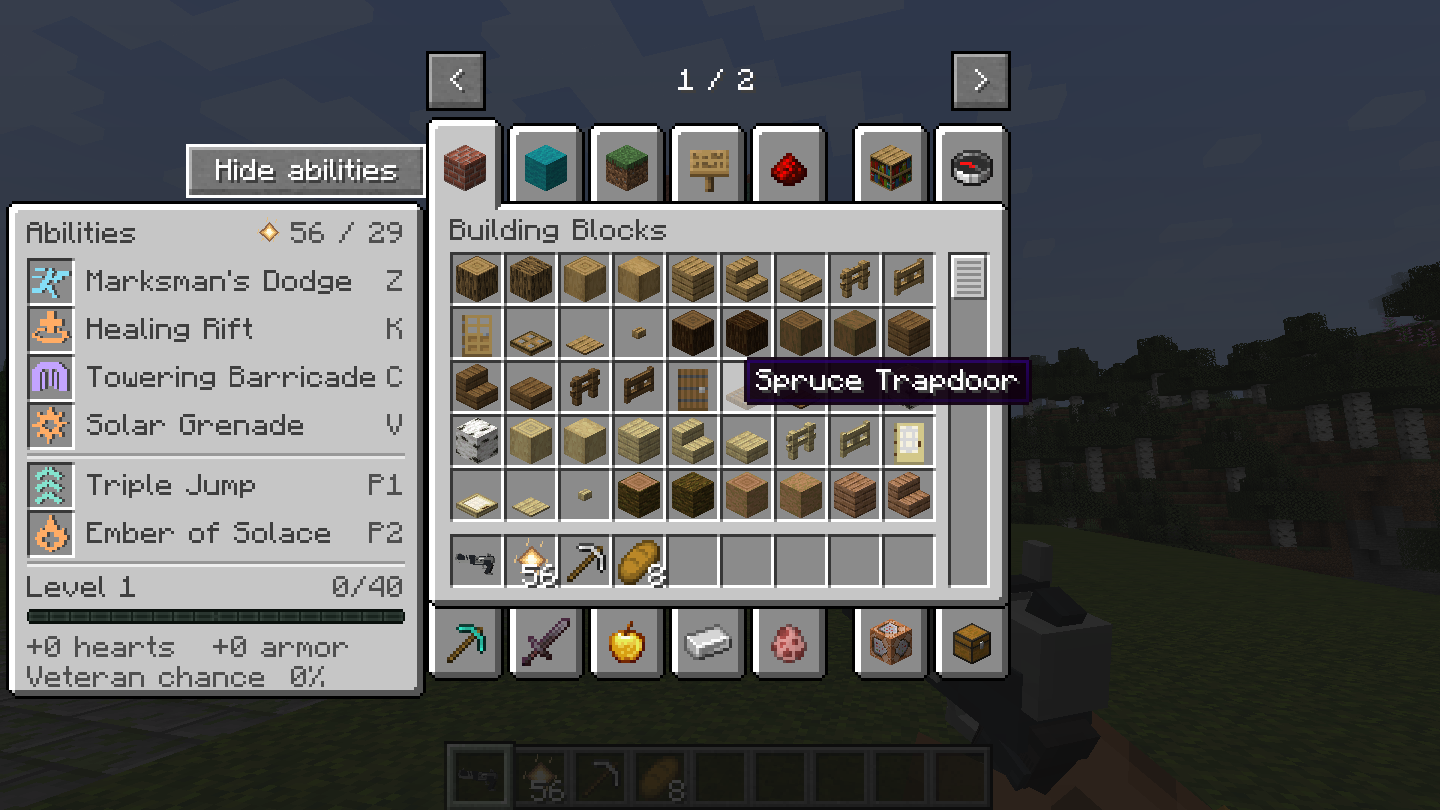 <
1 / 2
>
Hide abilities
Abilities
56 / 29
Building Blocks
Marksman's Dodge Z
Healing Rift K
Towering Barricade C
Spruce Trapdoor
Solar Grenade V
Triple Jump P1
Ember of Solace P2
56
8
Level 1 0/40
+0 hearts +0 armor
Veteran chance 0%
56
8